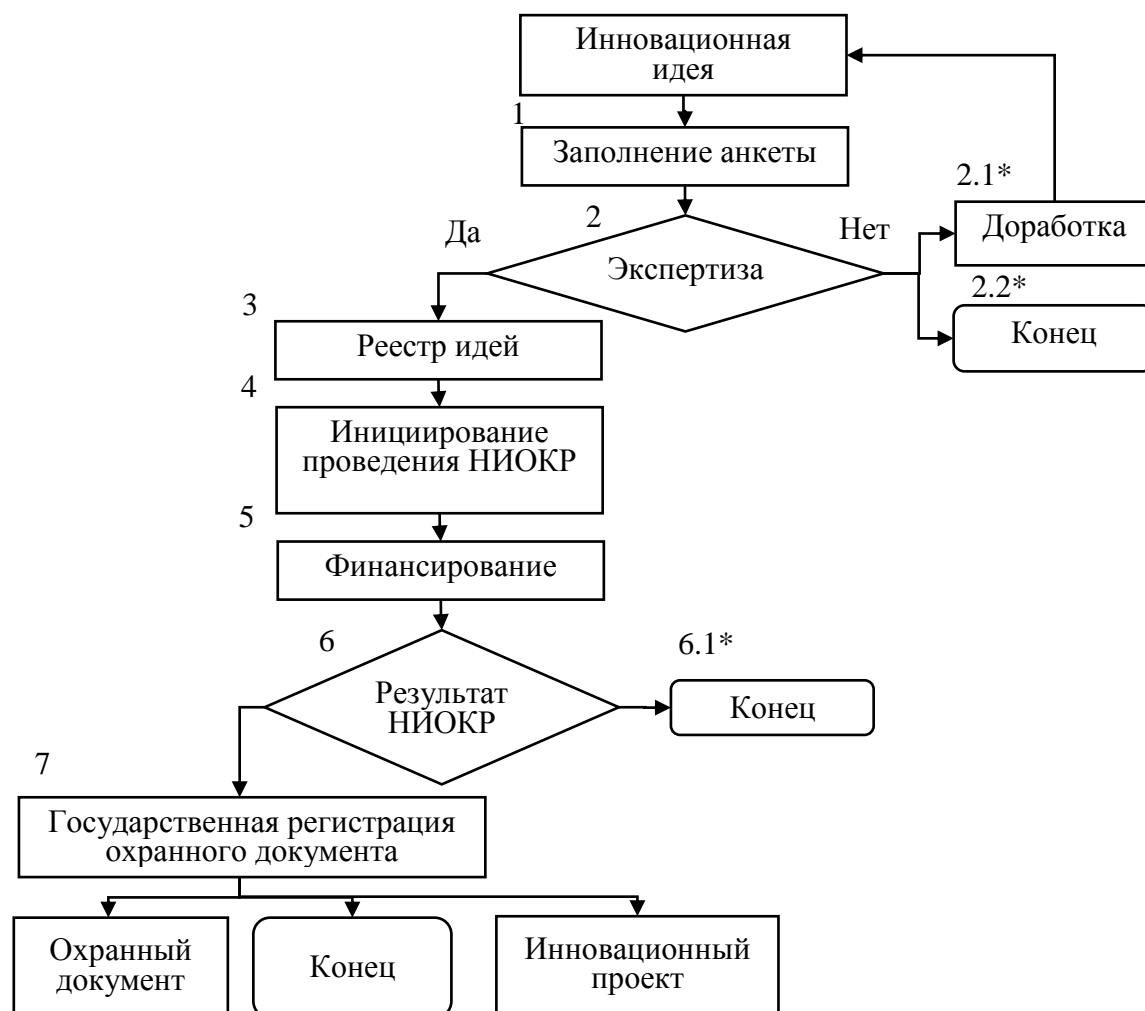 Инновационная
идея
1
Заполнение анкеты
2.1*
2
Да
Нет
Доработка
Экспертиза
2.2*
3
Конец
Реестр идей
4
Инициирование
проведения НИОКР
5
Финансирование
6
6.1*
Результат
НИОКР
Конец
7
Государственная регистрация
охранного документа
Охранный
документ
Конец
Инновационный
проект